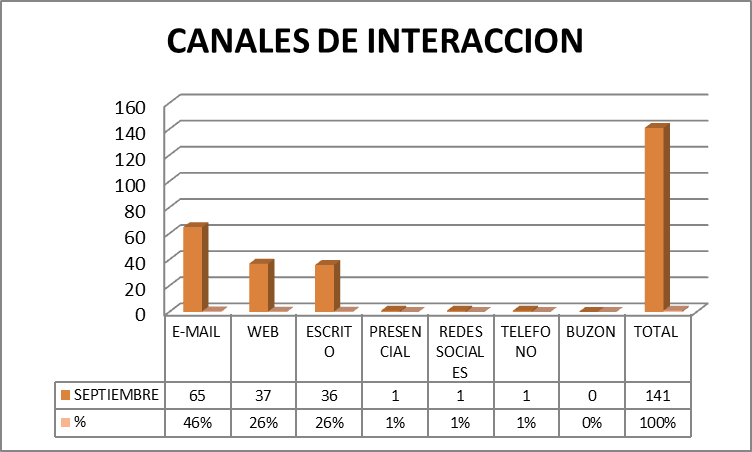 CANALES DE INTERACCION
160
140
120
100
80
60
40
20
0
E-MAIL WEB ESCRIT PRESEN REDES TELEFO BUZON TOTAL
O CIAL SOCIAL NO
ES
SEPTIEMBRE 65 37 36 1 1 1 0 141
% 46% 26% 26% 1% 1% 1% 0% 100%